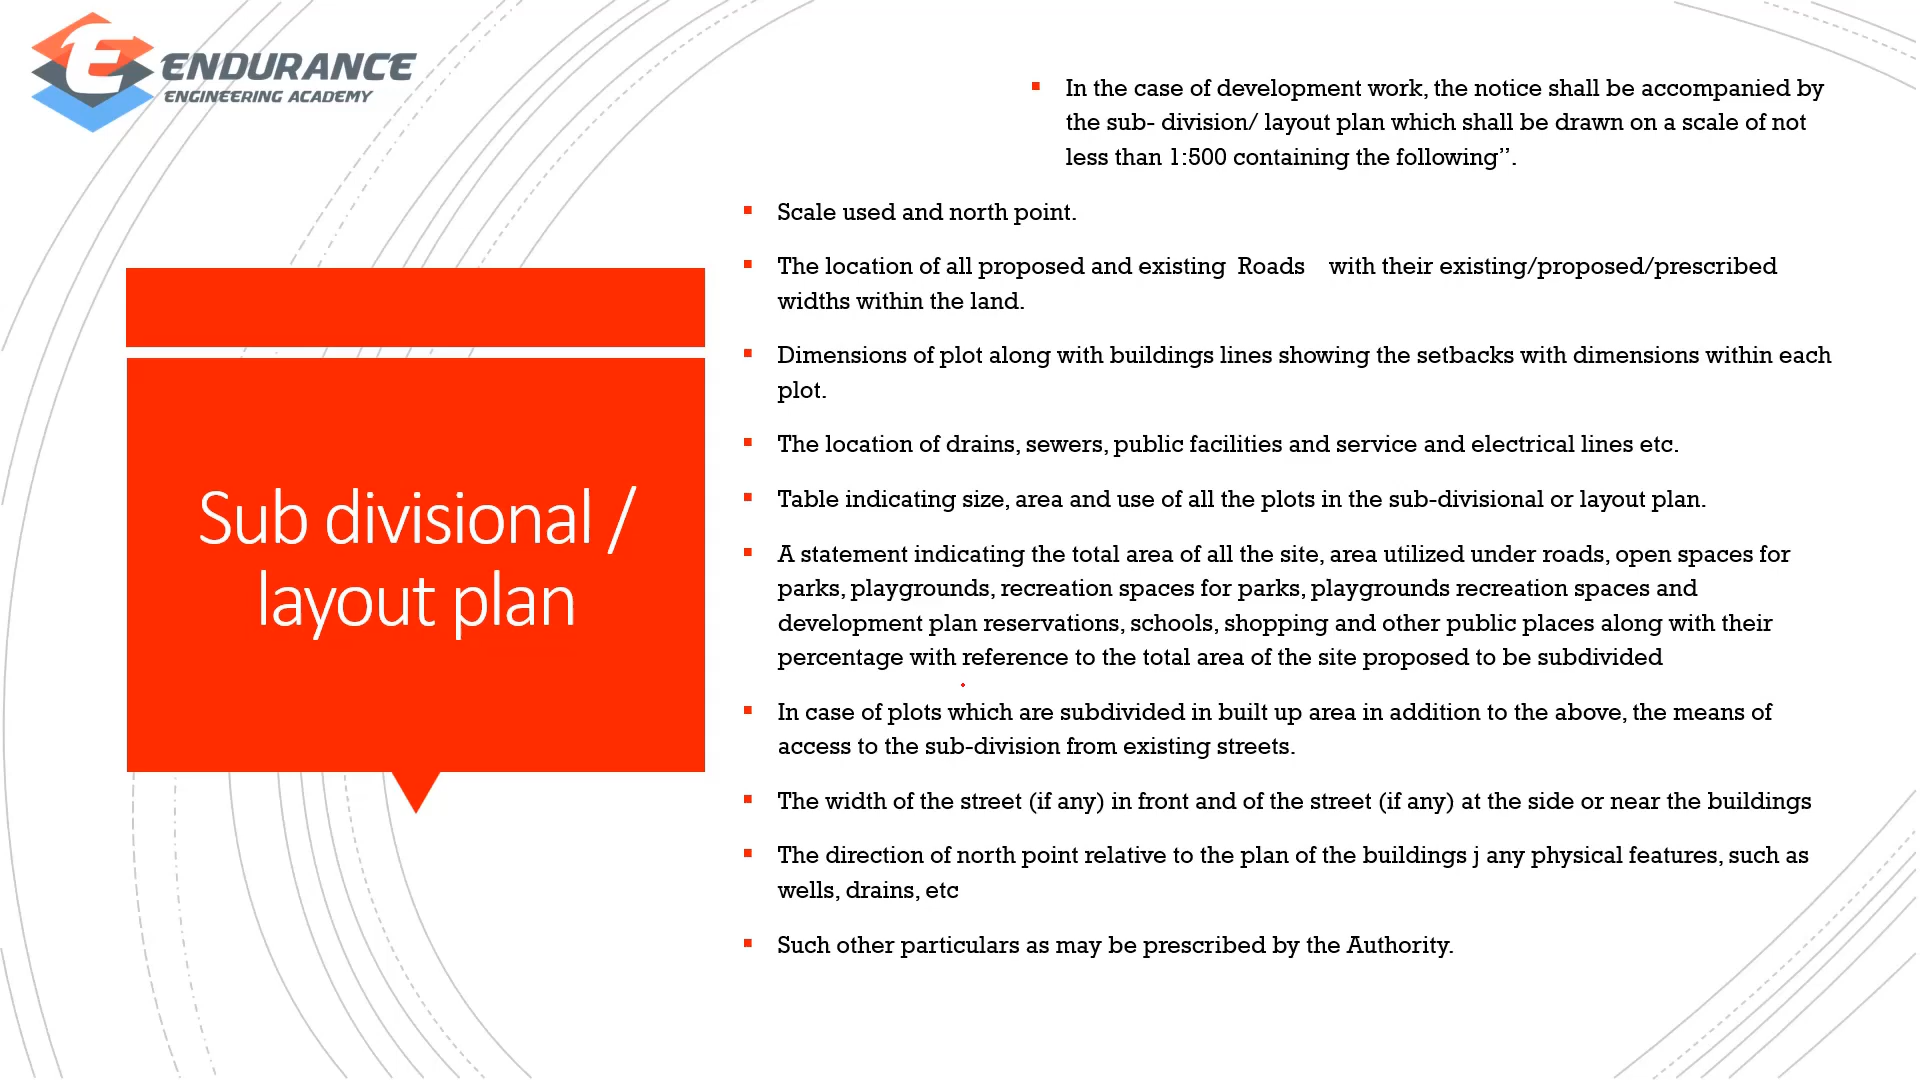 ENDURANCE
ENGINEERING ACADEMY
Sub divisional /
layout plan
In the case of development work, the notice shall be accompanied by
the sub- division/ layout plan which shall be drawn on a scale of not
less than 1:500 containing the following”.
Scale used and north point.
The location of all proposed and existing Roads with their existing/proposed/prescribed
widths within the land.
Dimensions of plot along with buildings lines showing the setbacks with dimensions within each
plot.
The location of drains, sewers, public facilities and service and electrical lines etc.
Table indicating size, area and use of all the plots in the sub-divisional or layout plan.
A statement indicating the total area of all the site, area utilized under roads, open spaces for
parks, playgrounds, recreation spaces for parks, playgrounds recreation spaces and
development plan reservations, schools, shopping and other public places along with their
percentage with reference to the total area of the site proposed to be subdivided
In case of plots which are subdivided in built up area in addition to the above, the means of
access to the sub-division from existing streets.
The width of the street (if any) in front and of the street (if any) at the side or near the buildings
The direction of north point relative to the plan of the buildings j any physical features, such as
wells, drains, etc
Such other particulars as may be prescribed by the Authority.